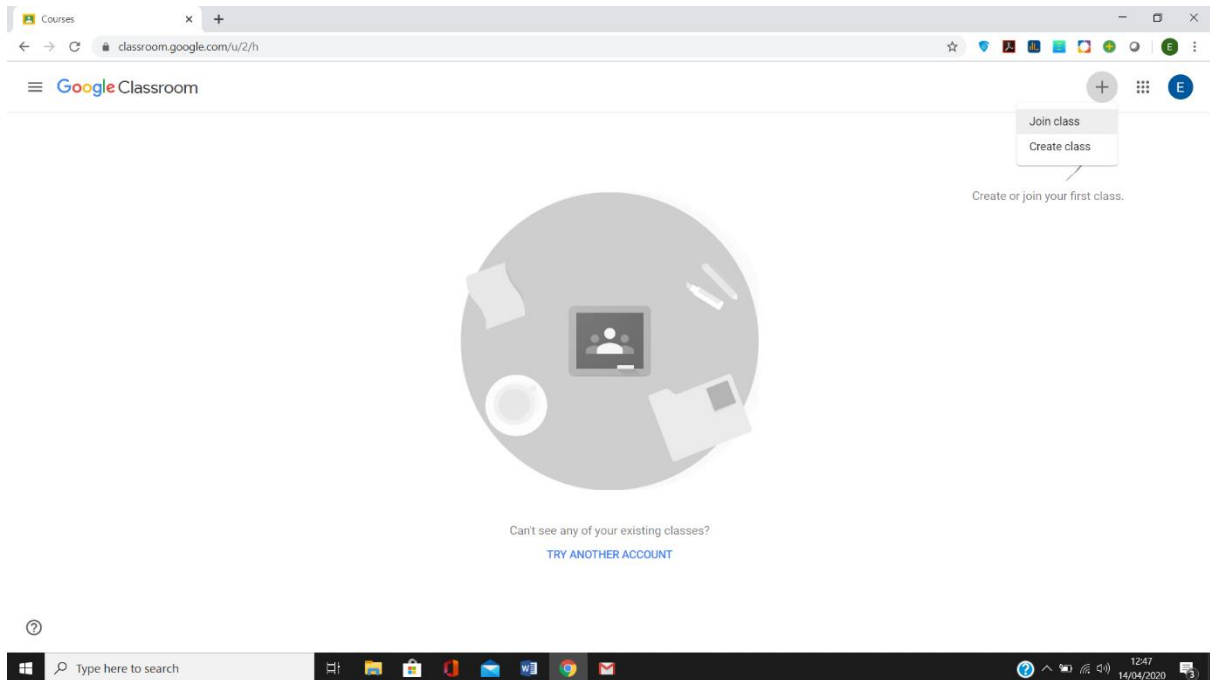 Courses
classroom.google.com/u/2/h
E
Google Classroom
E
Join class
Create class
Create or join your first class.
Can't see any of your existing classes?
TRY ANOTHER ACCOUNT
Type here to search
12:47
14/04/2020
3